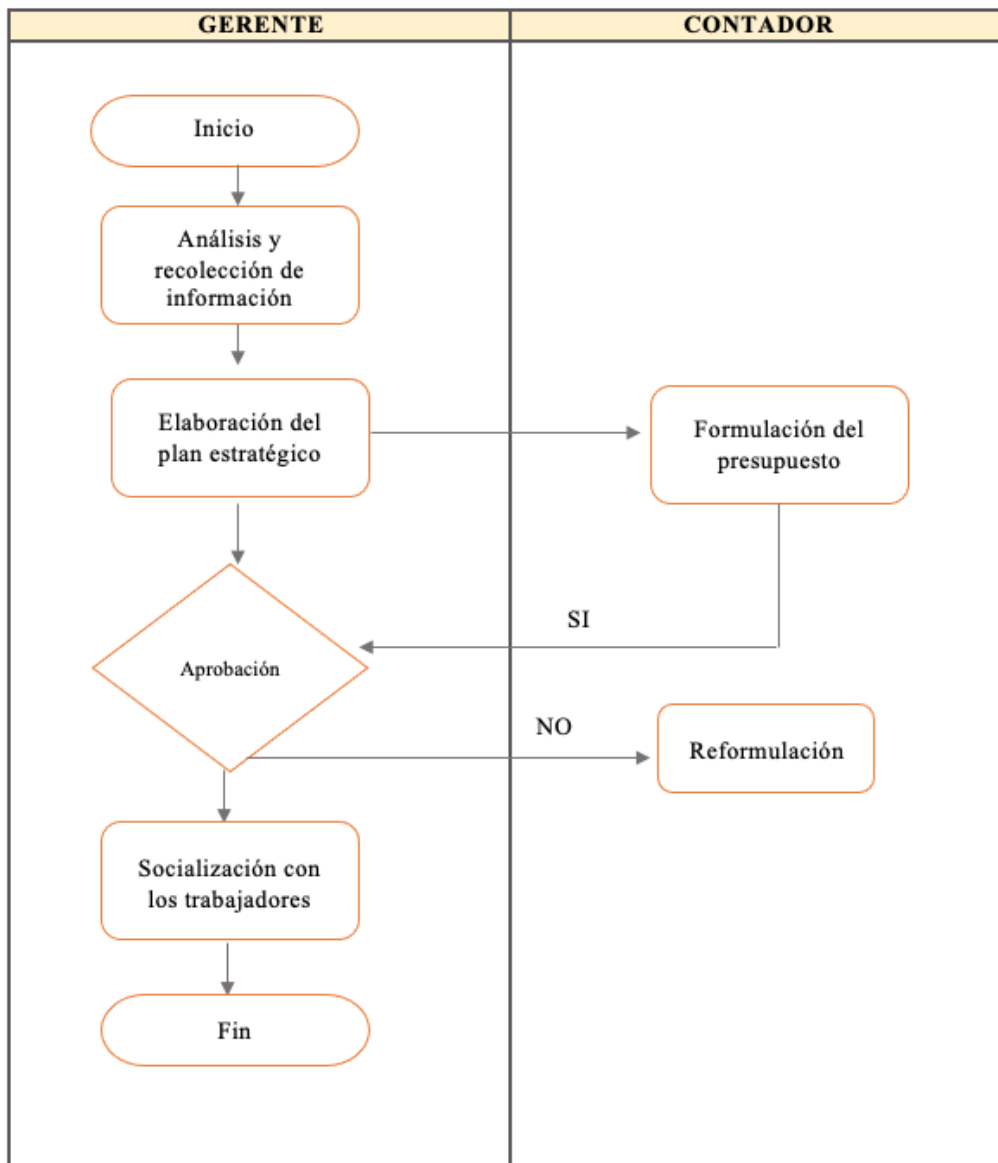 GERENTE
CONTADOR
Inicio
Análisis y
recolección de
información
Elaboración del
plan estratégico
Formulación del
presupuesto
SI
Aprobación
NO
Reformulación
Socialización con
los trabajadores
Fin